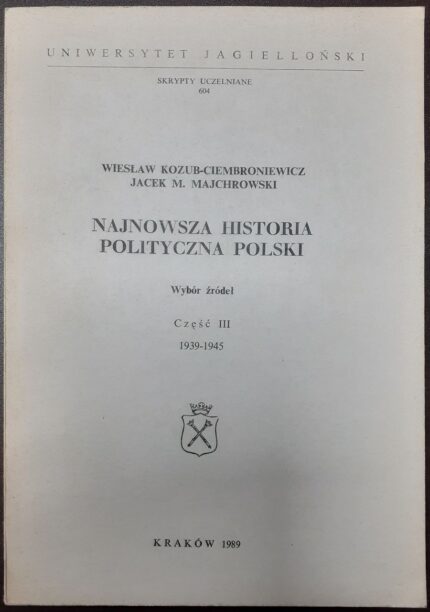 UNIWERSYTET JAGIELLOŃSKI
SKRYPTY UCZELNIANE
604
WIESŁAW KOZUB-CIEMBRONIEWICZ
JACEK M. MAJCHROWSKI
NAJNOWSZA HISTORIA
POLITYCZNA POLSKI
Wybór źródeł
Część III
1939-1945
KRAKÓW 1989